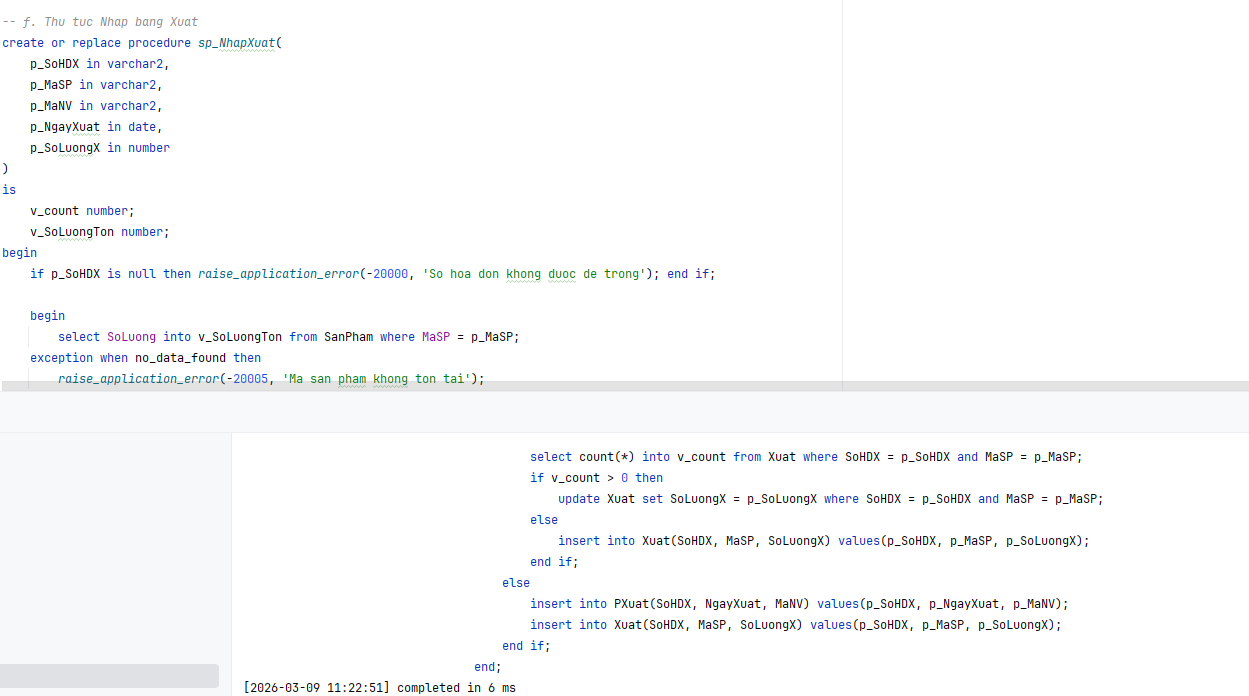 -- f. Thu tuc Nhap bang Xuat
create or replace procedure sp_NhapXuat(
    p_SoHDX in varchar2,
    p_MaSP in varchar2,
    p_MaNV in varchar2,
    p_NgayXuat in date,
    p_SoLuongX in number
)
is
    v_count number;
    v_SoLuongTon number;
begin
    if p_SoHDX is null then raise_application_error(-20000, 'So hoa don khong duoc de trong'); end if;
    begin
        select SoLuong into v_SoLuongTon from SanPham where MaSP = p_MaSP;
    exception when no_data_found then
        raise_application_error(-20005, 'Ma san pham khong ton tai');
select count(*) into v_count from Xuat where SoHDX = p_SoHDX and MaSP = p_MaSP;
if v_count > 0 then
    update Xuat set SoLuongX = p_SoLuongX where SoHDX = p_SoHDX and MaSP = p_MaSP;
else
    insert into Xuat(SoHDX, MaSP, SoLuongX) values(p_SoHDX, p_MaSP, p_SoLuongX);
end if;
else
    insert into PXuat(SoHDX, NgayXuat, MaNV) values(p_SoHDX, p_NgayXuat, p_MaNV);
    insert into Xuat(SoHDX, MaSP, SoLuongX) values(p_SoHDX, p_MaSP, p_SoLuongX);
end if;
end;
[2026-03-09 11:22:51] completed in 6 ms